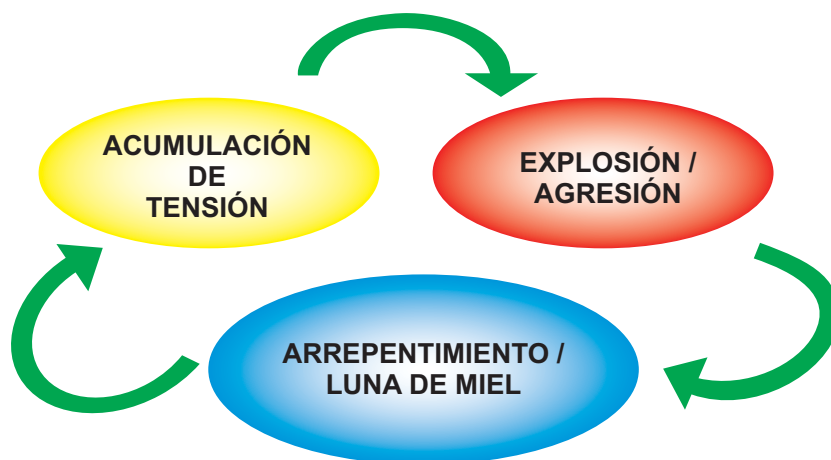 ACUMULACIÓN
DE
TENSIÓN
EXPLOSIÓN /
AGRESIÓN
ARREPENTIMIENTO /
LUNA DE MIEL